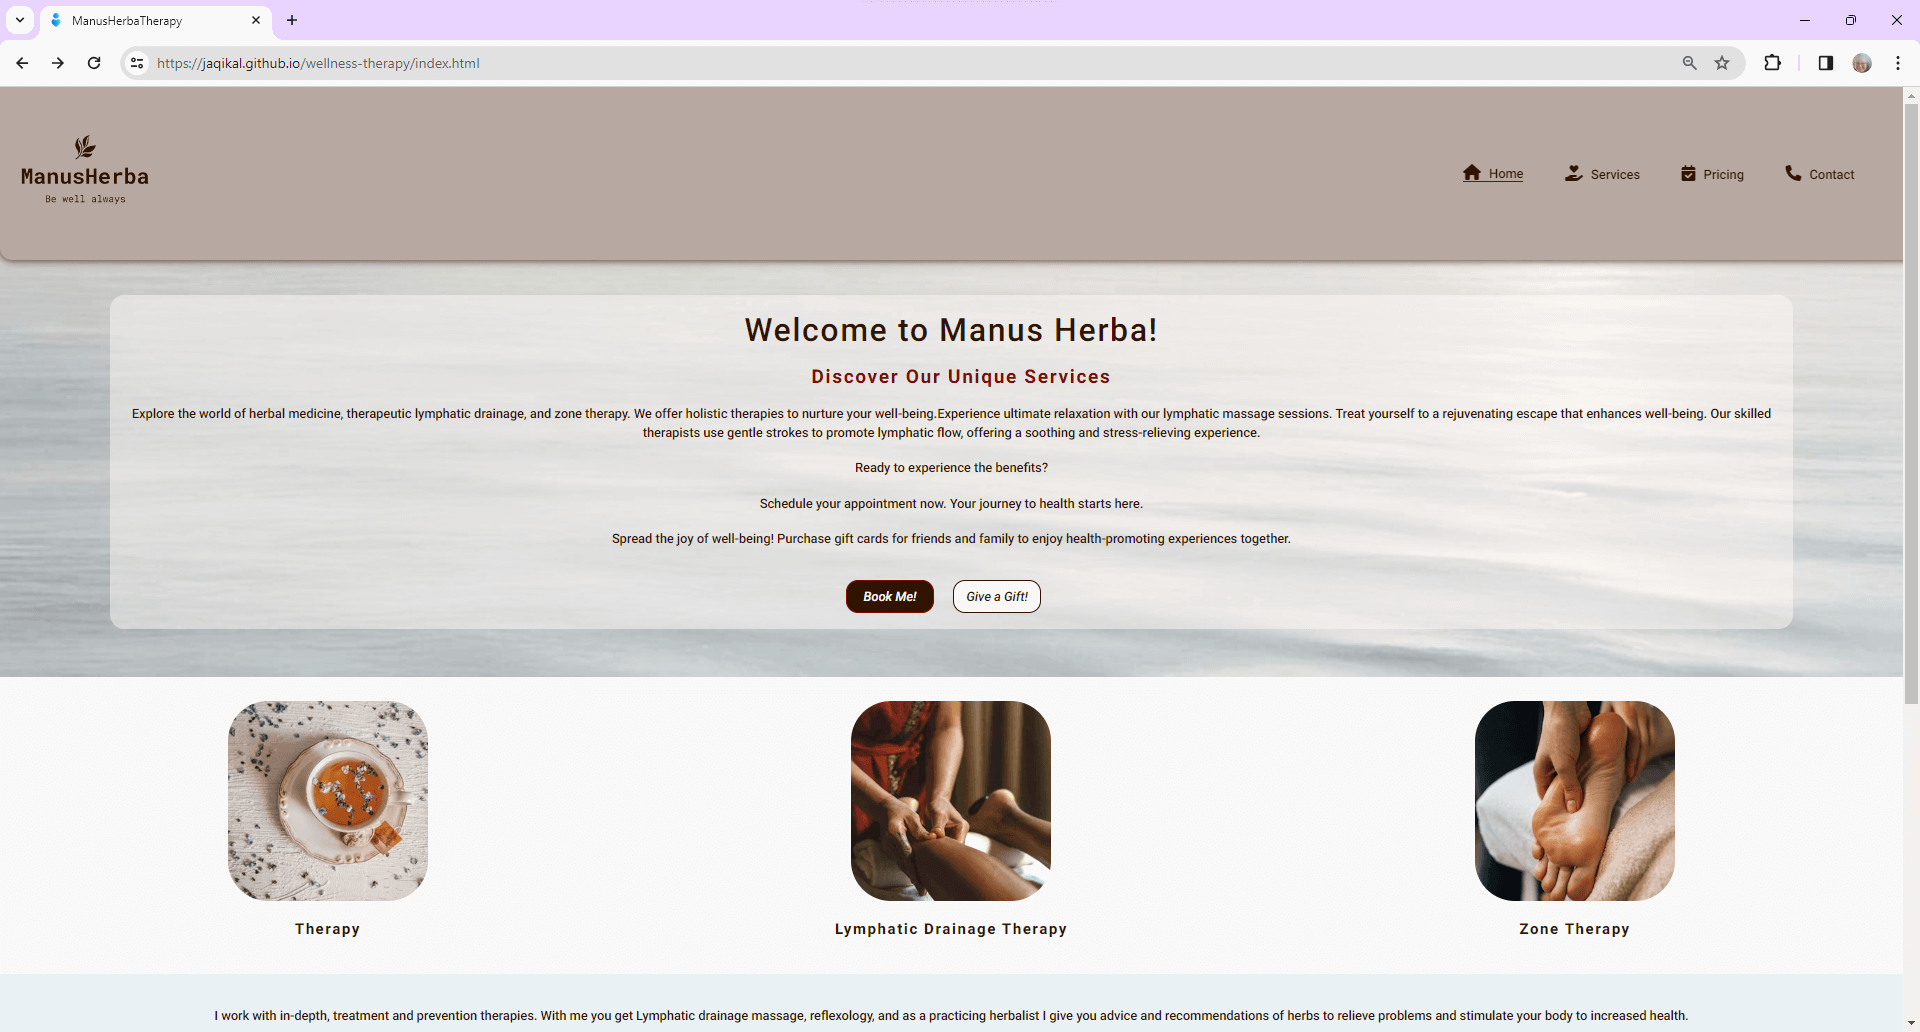 ManusHerbaTherapy
https://jaqikal.github.io/wellness-therapy/index.html
ManusHerba
Be well always
Home
Services
Pricing
Contact
Welcome to Manus Herba!
Discover Our Unique Services
Explore the world of herbal medicine, therapeutic lymphatic drainage, and zone therapy. We offer holistic therapies to nurture your well-being.Experience ultimate relaxation with our lymphatic massage sessions. Treat yourself to a rejuvenating escape that enhances well-being. Our skilled
therapists use gentle strokes to promote lymphatic flow, offering a soothing and stress-relieving experience.
Ready to experience the benefits?
Schedule your appointment now. Your journey to health starts here.
Spread the joy of well-being! Purchase gift cards for friends and family to enjoy health-promoting experiences together.
Book Me!
Give a Gift!
Therapy
Lymphatic Drainage Therapy
Zone Therapy
I work with in-depth, treatment and prevention therapies. With me you get Lymphatic drainage massage, reflexology, and as a practicing herbalist I give you advice and recommendations of herbs to relieve problems and stimulate your body to increased health.